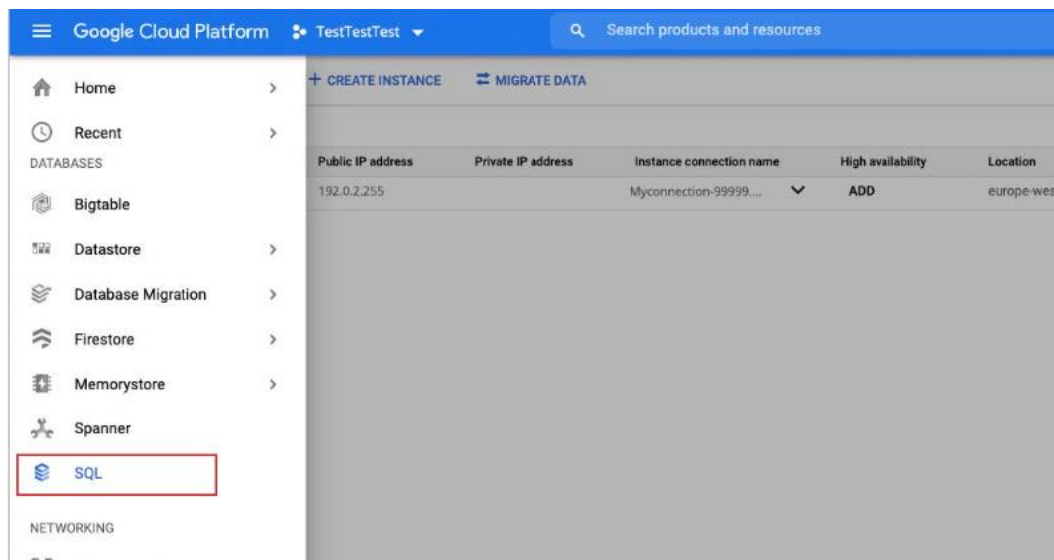 Google Cloud Platform TestTestTest Search products and resources
Home
Recent
DATABASES
Bigtable
Datastore
Database Migration
Firestore
Memorystore
Spanner
SQL
NETWORKING
+ CREATE INSTANCE MIGRATE DATA
Public IP address Private IP address Instance connection name High availability Location
192.0.2.255 Myconnection-99999.... ADD europe-wes